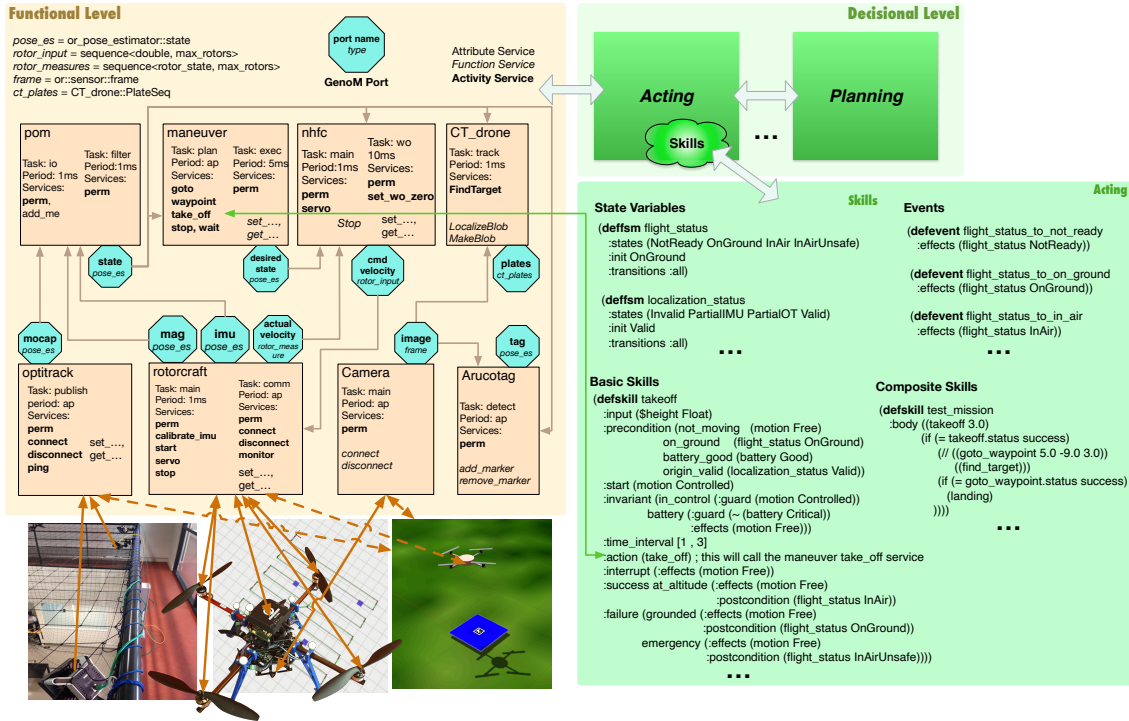 Functional Level
pose_es = or_pose_estimator::state
rotor_input = sequence<double, max_rotors>
rotor_measures = sequence<rotor_state, max_rotors>
frame = or::sensor::frame
ct_plates = CT_drone::PlateSeq
port name
type
GenoM Port
Attribute Service
Function Service
Activity Service
pom
Task: io
Period: 1ms
Services:
perm,
add_me
Task: filter
Period:1ms
Services:
perm
maneuver
Task: plan
Period: ap
Services:
goto
waypoint
take_off
stop, wait
Task: exec
Period: 5ms
Services:
perm
set_...,
get_...
nhfc
Task: main
Period:1ms
Services:
perm
servo
Stop
Task: wo
10ms
Services:
perm
set_wo_zero
set_...,
get_...
CT_drone
Task: track
Period: 1ms
Services:
FindTarget
LocalizeBlob
MakeBlob
state
pose_es
desired
state
pose_es
cmd
velocity
rotor_input
plates
ct_plates
mocap
pose_es
mag
pose_es
imu
pose_es
actual
velocity
rotor_meas
ure
image
frame
tag
pose_es
optitrack
Task: publish
period: ap
Services:
perm
connect
disconnect
ping
set_...,
get_...
rotorcraft
Task: main
Period: 1ms
Services:
perm
calibrate_imu
start
servo
stop
Task: comm
Period: ap
Services:
perm
connect
disconnect
monitor
set_...,
get_...
Camera
Task: main
Period: ap
Services:
perm
connect
disconnect
Arucotag
Task: detect
Period: ap
Services:
perm
add_marker
remove_marker
Decisional Level
Acting
Skills
...
Planning
Acting
Skills
State Variables
(deffsm flight_status
:states (NotReady OnGround InAir InAirUnsafe)
:init OnGround
:transitions :all)
(deffsm localization_status
:states (Invalid PartialIMU PartialOT Valid)
:init Valid
:transitions :all)
...
Events
(defevent flight_status_to_not_ready
:effects (flight_status NotReady))
(defevent flight_status_to_on_ground
:effects (flight_status OnGround))
(defevent flight_status_to_in_air
:effects (flight_status InAir))
...
Basic Skills
(defskill takeoff
:input ($height Float)
:precondition (not_moving (motion Free)
on_ground (flight_status OnGround)
battery_good (battery Good)
origin_valid (localization_status Valid))
:start (motion Controlled)
:invariant (in_control (:guard (motion Controlled))
battery (:guard (~ (battery Critical))
:effects (motion Free)))
:time_interval [1 , 3]
:action (take_off) ; this will call the maneuver take_off service
:interrupt (:effects (motion Free))
:success at_altitude (:effects (motion Free)
:postcondition (flight_status InAir))
:failure (grounded (:effects (motion Free)
:postcondition (flight_status OnGround))
emergency (:effects (motion Free)
:postcondition (flight_status InAirUnsafe))))
...
Composite Skills
(defskill test_mission
:body ((takeoff 3.0)
(if (= takeoff.status success)
(// ((goto_waypoint 5.0 -9.0 3.0))
((find_target)))
(if (= goto_waypoint.status success)
(landing)
))))
...